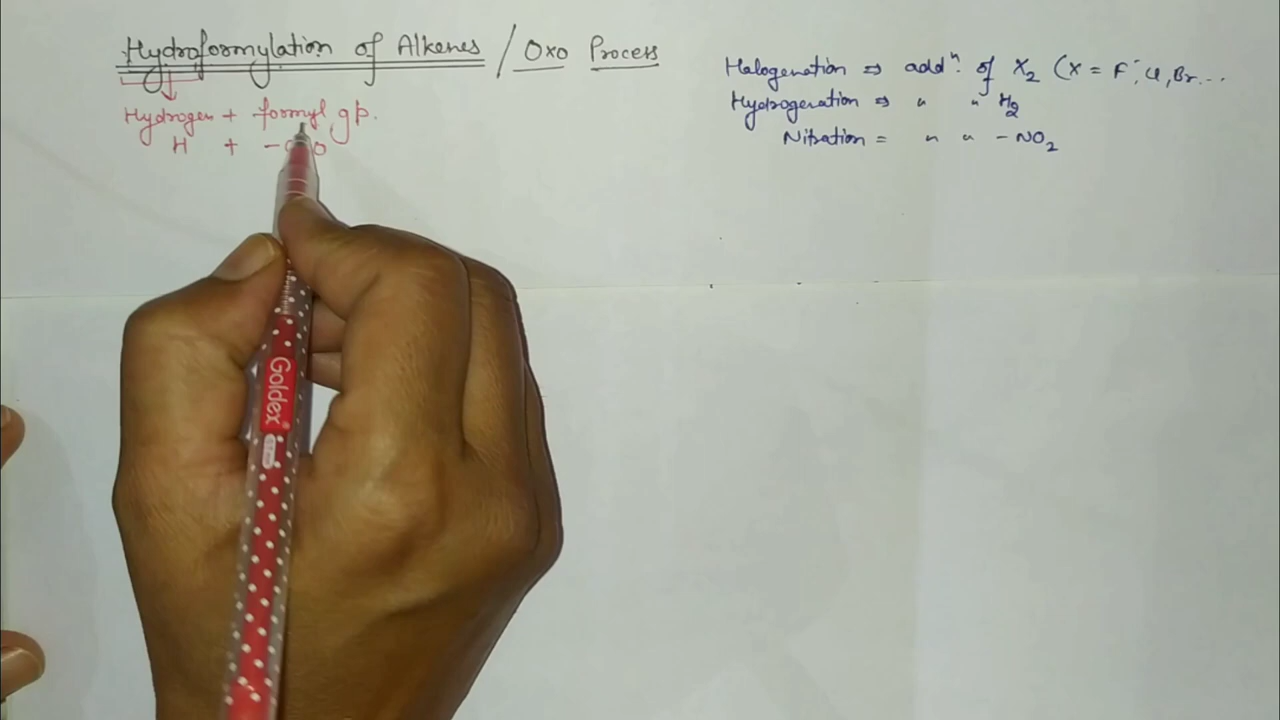 Hydroformylation of Alkenes / Oxo Process
Hydrogen + formyl gp.
H + -
Halogenation ⇒ addⁿ. of X₂ (X = F, Cl, Br...
Hydrogenation ⇒ " " H₂
Nitration = " " - NO₂
Goldex